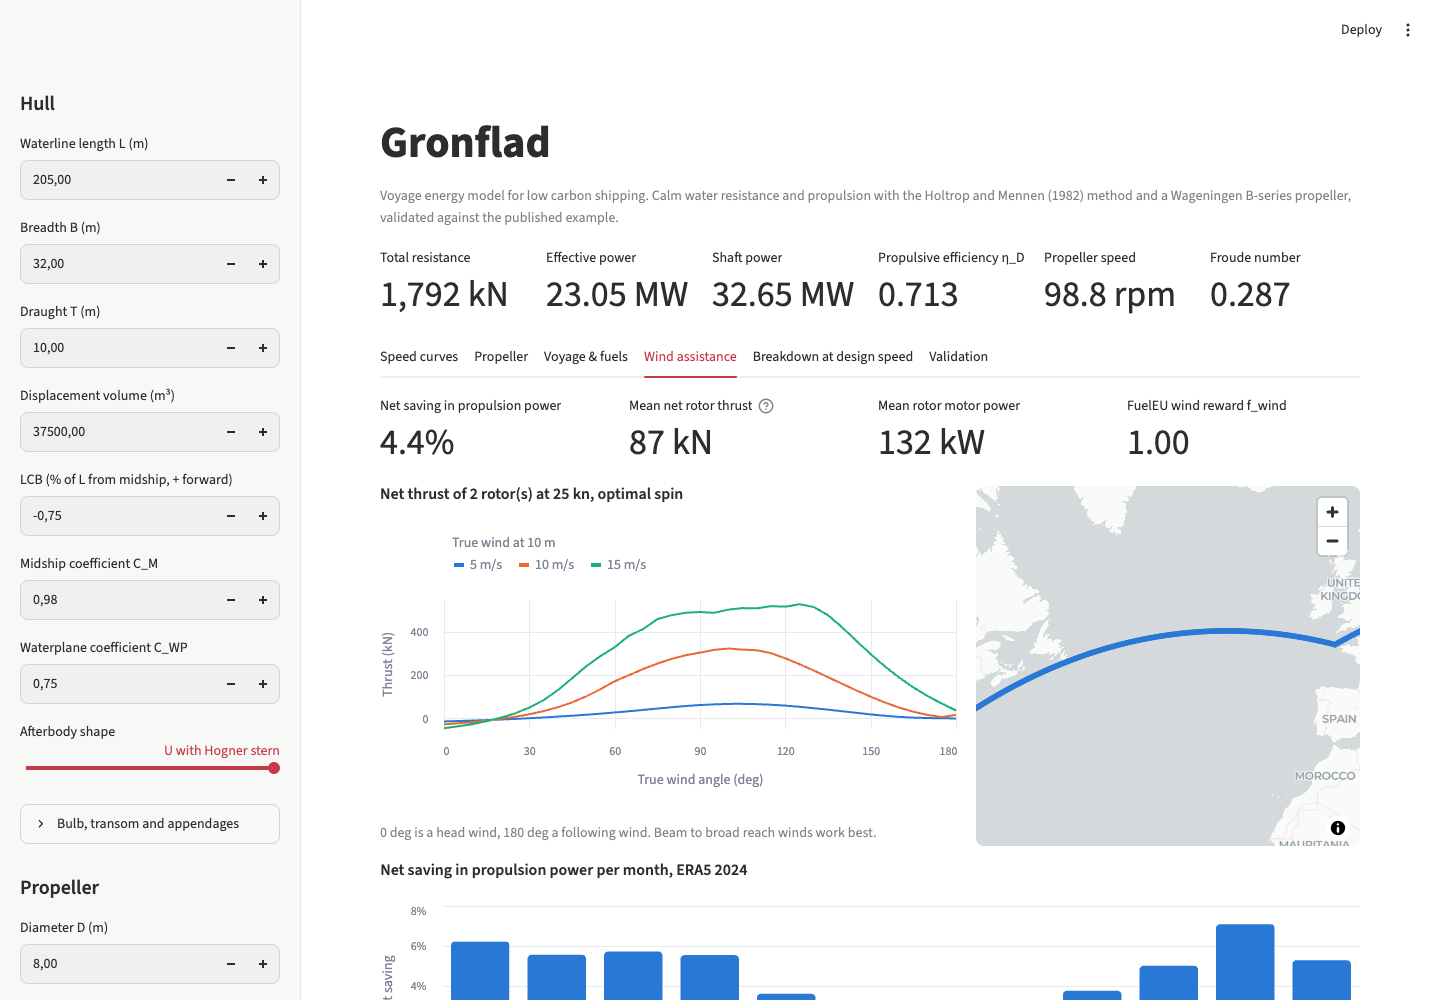 Deploy
Hull
Waterline length L (m)
205,00
Breadth B (m)
32,00
Draught T (m)
10,00
Displacement volume (m³)
37500,00
LCB (% of L from midship, + forward)
-0,75
Midship coefficient C_M
0,98
Waterplane coefficient C_WP
0,75
Afterbody shape
U with Hogner stern
Bulb, transom and appendages
Propeller
Diameter D (m)
8,00
Gronflad
Voyage energy model for low carbon shipping. Calm water resistance and propulsion with the Holtrop and Mennen (1982) method and a Wageningen B-series propeller,
validated against the published example.
Total resistance
1,792 kN
Effective power
23.05 MW
Shaft power
32.65 MW
Propulsive efficiency η_D
0.713
Propeller speed
98.8 rpm
Froude number
0.287
Speed curves Propeller Voyage & fuels Wind assistance Breakdown at design speed Validation
Net saving in propulsion power
4.4%
Mean net rotor thrust
87 kN
Mean rotor motor power
132 kW
FuelEU wind reward f_wind
1.00
Net thrust of 2 rotor(s) at 25 kn, optimal spin
True wind at 10 m
5 m/s 10 m/s 15 m/s
Thrust (kN)
400
200
0
0 30 60 90 120 150 180
True wind angle (deg)
0 deg is a head wind, 180 deg a following wind. Beam to broad reach winds work best.
UNITE
KINGDO
SPAIN
MOROCCO
MAURITANIA
Net saving in propulsion power per month, ERA5 2024
8%
6%
4%
t saving